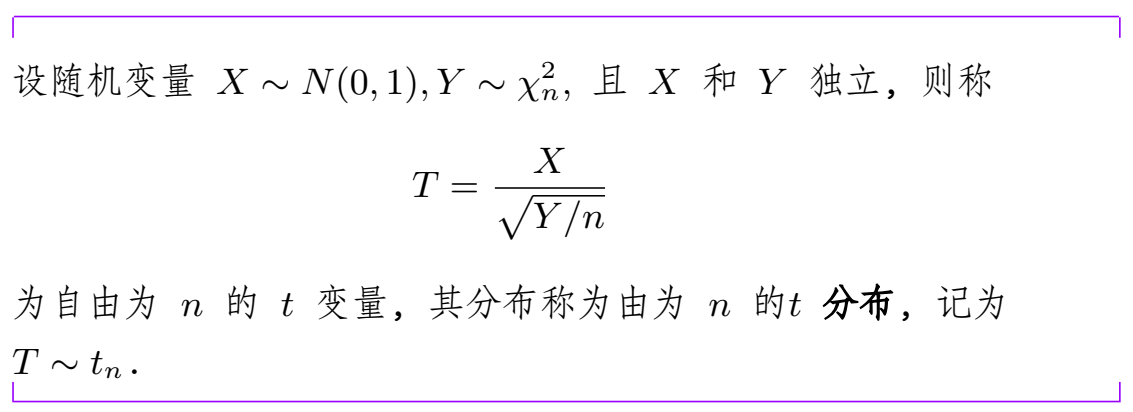 设随机变量 X ∼ N(0, 1), Y ∼ χ²ₙ, 且 X 和 Y 独立，则称
T = X / √(Y/n)
为自由为 n 的 t 变量，其分布称为由为 n 的t 分布，记为
T ∼ tₙ.